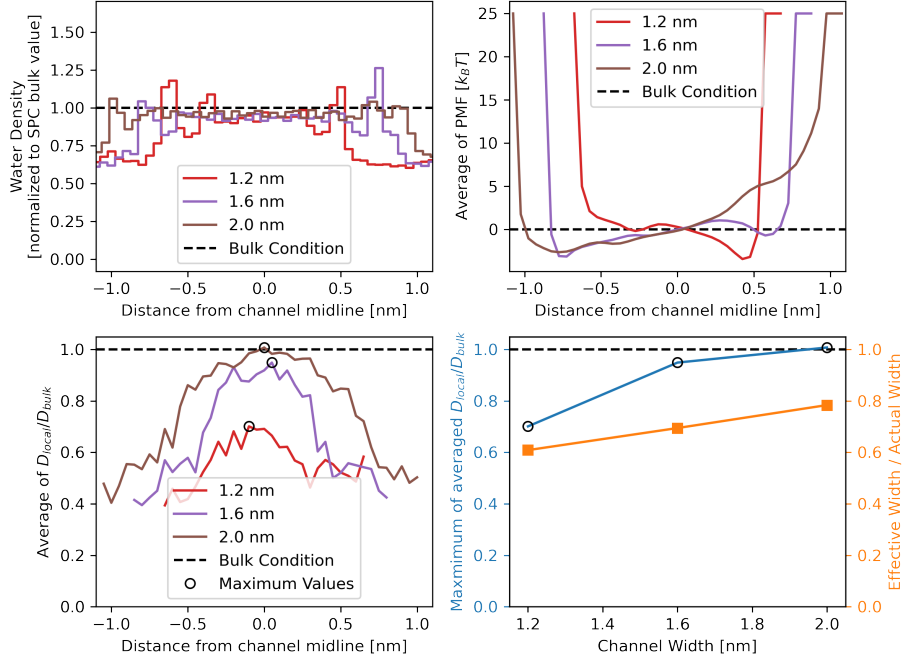 Water Density
[normalized to SPC bulk value]
1.50
1.25
1.00
0.75
0.50
0.25
0.00
1.2 nm
1.6 nm
2.0 nm
Bulk Condition
−1.0 −0.5 0.0 0.5 1.0
Distance from channel midline [nm]
Average of PMF [k_BT]
25
20
15
10
5
0
1.2 nm
1.6 nm
2.0 nm
Bulk Condition
−1.0 −0.5 0.0 0.5 1.0
Distance from channel midline [nm]
Average of D_local/D_bulk
1.0
0.8
0.6
0.4
0.2
0.0
1.2 nm
1.6 nm
2.0 nm
Bulk Condition
Maximum Values
−1.0 −0.5 0.0 0.5 1.0
Distance from channel midline [nm]
Maxmimum of averaged D_local/D_bulk
1.0
0.8
0.6
0.4
0.2
0.0
1.2 1.4 1.6 1.8 2.0
Channel Width [nm]
1.0
0.8
0.6
0.4
0.2
0.0
Effective Width / Actual Width